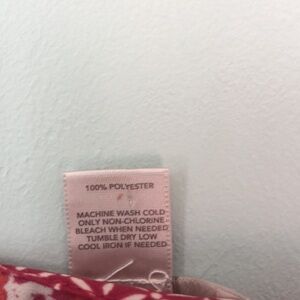 100% POLYESTER
MACHINE WASH COLD
ONLY NON-CHLORINE
BLEACH WHEN NEEDED
TUMBLE DRY LOW
COOL IRON IF NEEDED